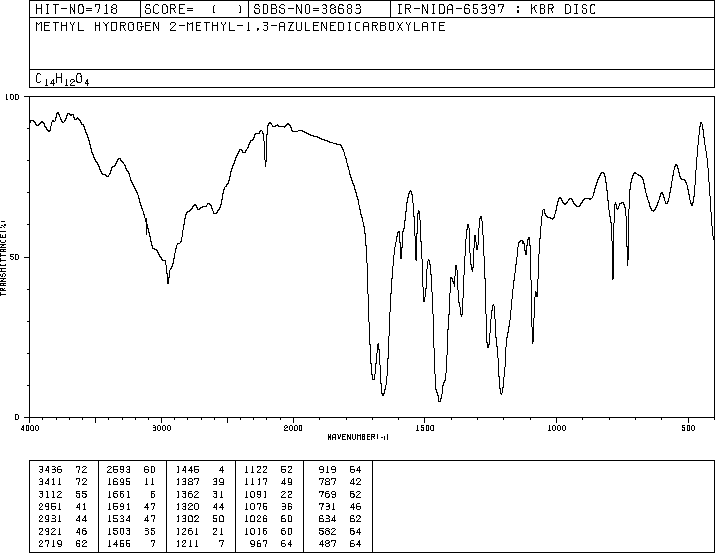 HIT-NO=718 SCORE= ( ) SDBS-NO=38683 IR-NIDA-65397 : KBR DISC
METHYL HYDROGEN 2-METHYL-1,3-AZULENEDICARBOXYLATE
C14H12O4
100
50
0
TRANSMITTANCE(%)
4000 3000 2000 1500 1000 500
WAVENUMBER(-1)
3436 72 2593 60 1446 4 1122 52 919 64
3411 72 1695 11 1387 39 1117 49 787 42
3112 55 1661 6 1362 31 1091 22 769 62
2951 41 1591 47 1320 44 1076 36 731 46
2931 44 1534 47 1302 50 1026 60 634 62
2921 46 1503 35 1261 21 1016 60 582 64
2719 62 1456 7 1211 7 967 64 487 64